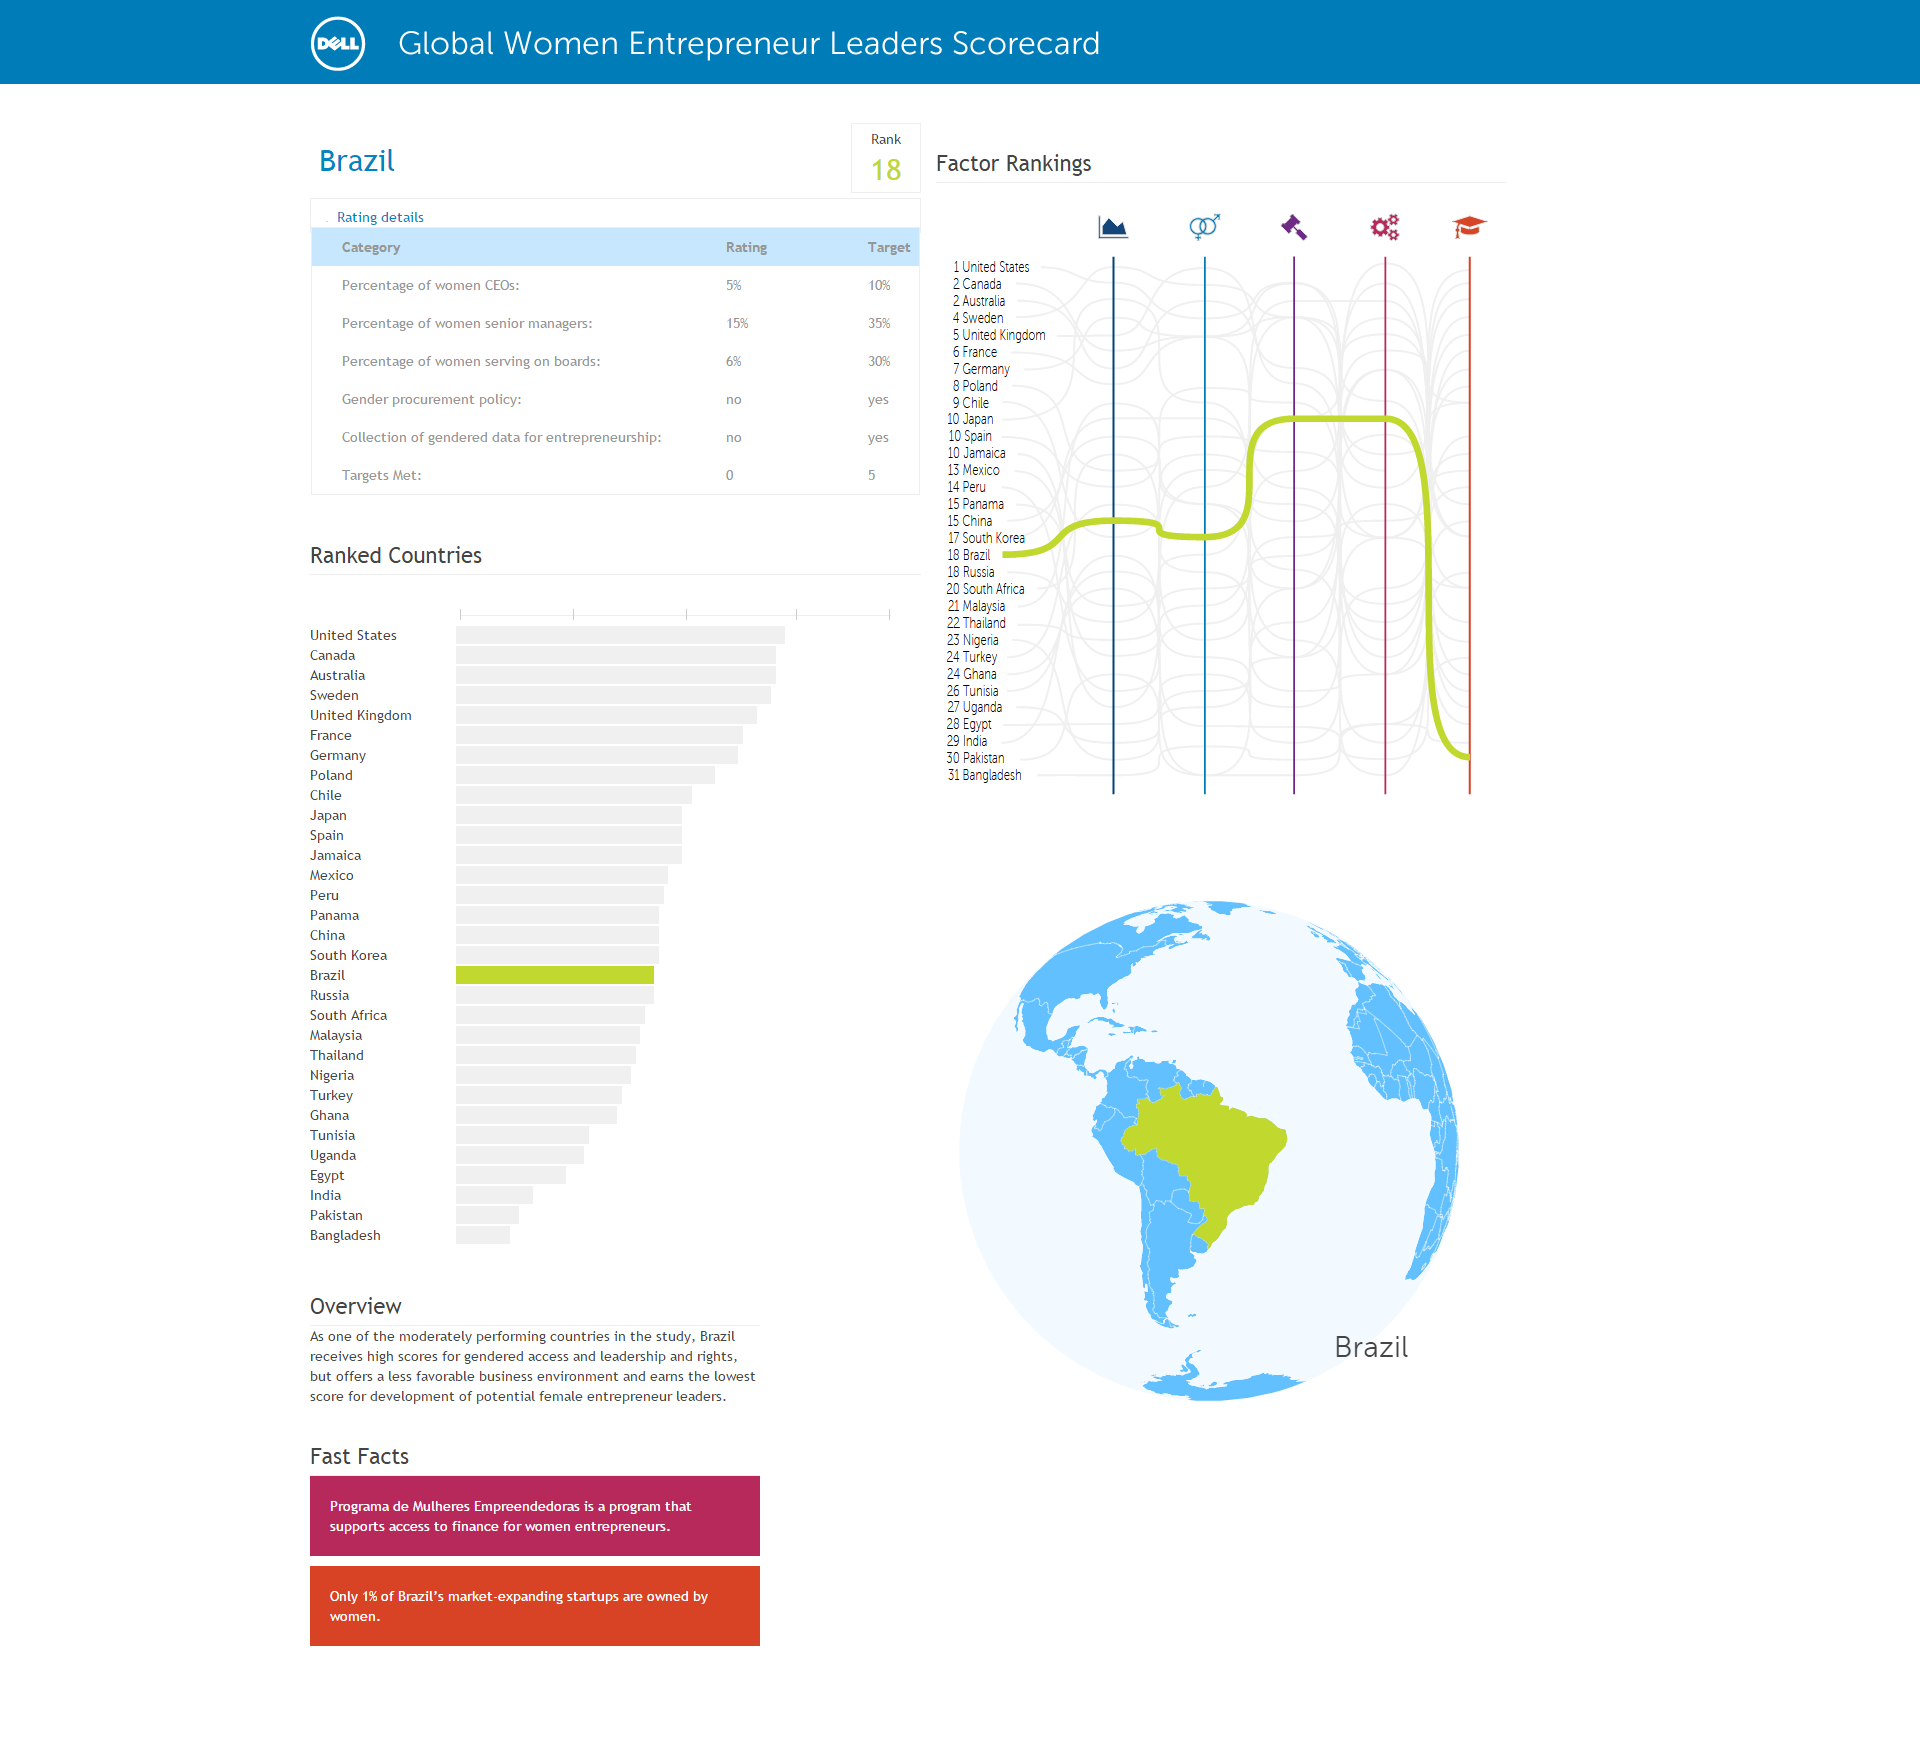 DELL
Global Women Entrepreneur Leaders Scorecard
Brazil
Rank
18
Rating details
Category Rating Target
Percentage of women CEOs: 5% 10%
Percentage of women senior managers: 15% 35%
Percentage of women serving on boards: 6% 30%
Gender procurement policy: no yes
Collection of gendered data for entrepreneurship: no yes
Targets Met: 0 5
Ranked Countries
United States
Canada
Australia
Sweden
United Kingdom
France
Germany
Poland
Chile
Japan
Spain
Jamaica
Mexico
Peru
Panama
China
South Korea
Brazil
Russia
South Africa
Malaysia
Thailand
Nigeria
Turkey
Ghana
Tunisia
Uganda
Egypt
India
Pakistan
Bangladesh
Overview
As one of the moderately performing countries in the study, Brazil
receives high scores for gendered access and leadership and rights,
but offers a less favorable business environment and earns the lowest
score for development of potential female entrepreneur leaders.
Fast Facts
Programa de Mulheres Empreendedoras is a program that
supports access to finance for women entrepreneurs.
Only 1% of Brazil's market-expanding startups are owned by
women.
Factor Rankings
1 United States
2 Canada
2 Australia
4 Sweden
5 United Kingdom
6 France
7 Germany
8 Poland
9 Chile
10 Japan
10 Spain
10 Jamaica
13 Mexico
14 Peru
15 Panama
15 China
17 South Korea
18 Brazil
18 Russia
20 South Africa
21 Malaysia
22 Thailand
23 Nigeria
24 Turkey
24 Ghana
26 Tunisia
27 Uganda
28 Egypt
29 India
30 Pakistan
31 Bangladesh
Brazil